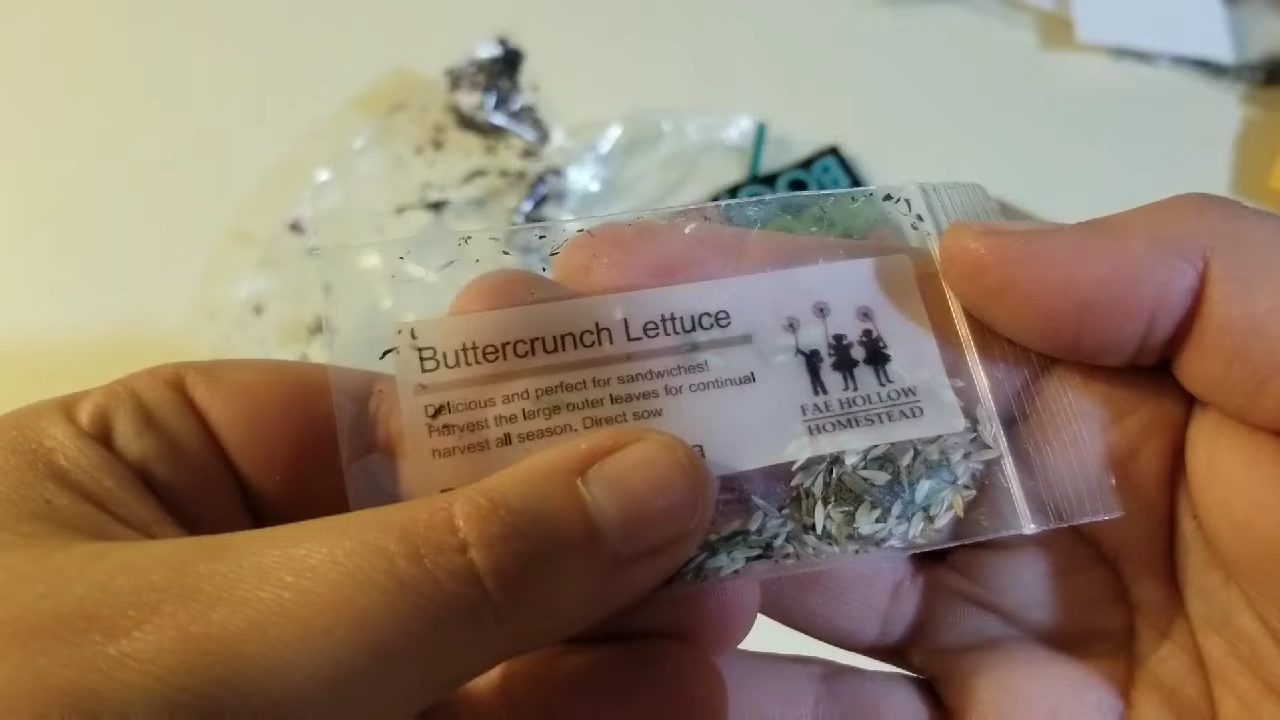 Buttercrunch Lettuce
Delicious and perfect for sandwiches!
Harvest the large outer leaves for continual
harvest all season. Direct sow
FAE HOLLOW
HOMESTEAD